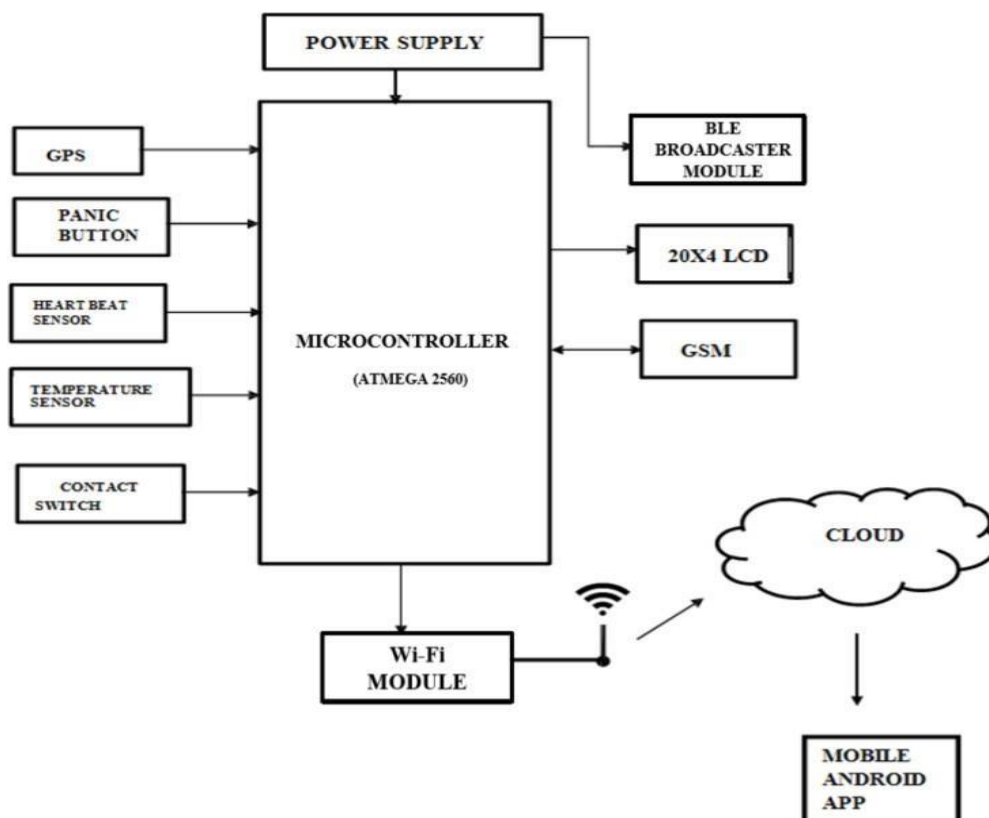 POWER SUPPLY
GPS
PANIC
BUTTON
HEART BEAT
SENSOR
TEMPERATURE
SENSOR
CONTACT
SWITCH
MICROCONTROLLER
(ATMEGA 2560)
BLE
BROADCASTER
MODULE
20X4 LCD
GSM
Wi-Fi
MODULE
CLOUD
MOBILE
ANDROID
APP